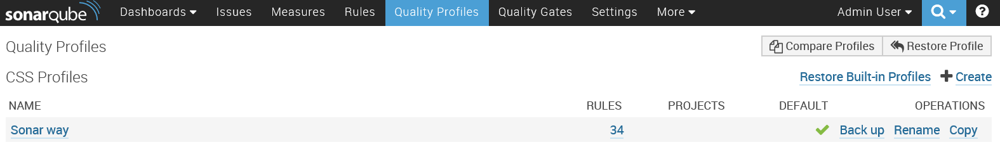 sonarqube Dashboards Issues Measures Rules Quality Profiles Quality Gates Settings More Admin User ?
Quality Profiles Compare Profiles Restore Profile
CSS Profiles Restore Built-in Profiles Create
NAME RULES PROJECTS DEFAULT OPERATIONS
Sonar way 34 Back up Rename Copy